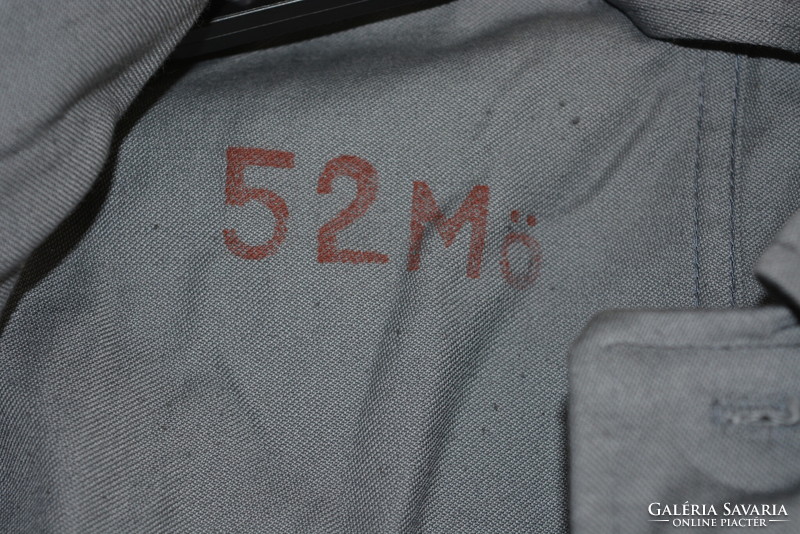 52Mö
GALÉRIA SAVARIA
ONLINE PIACTÉR